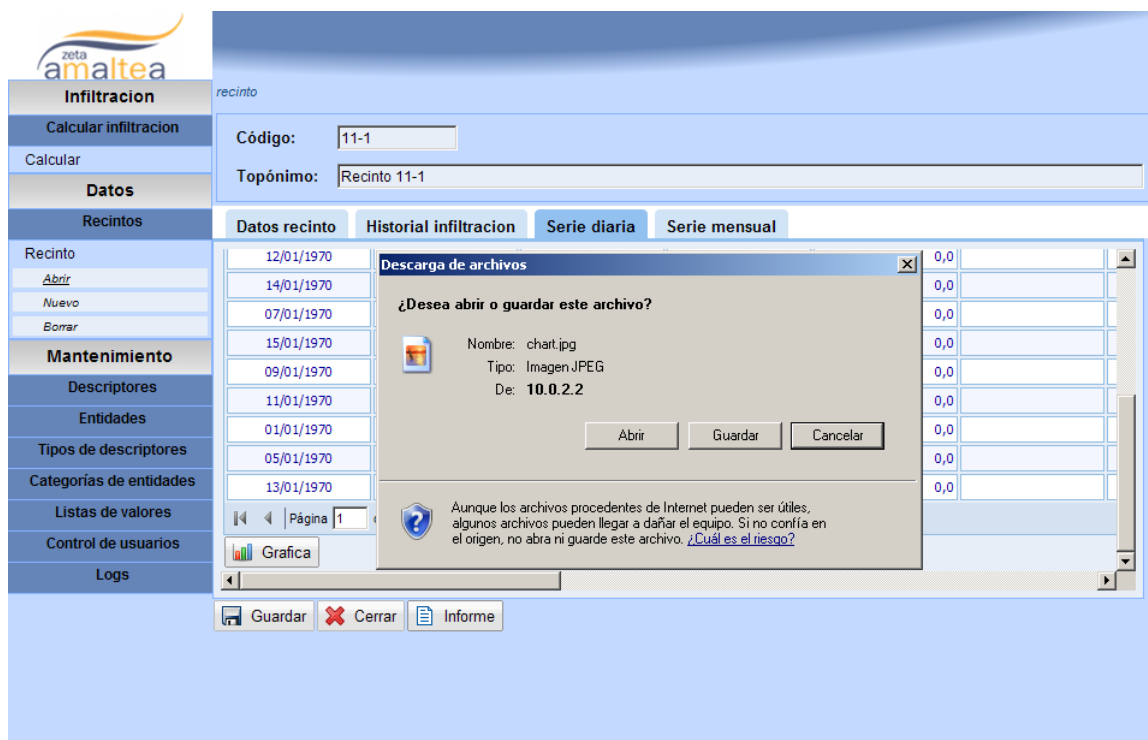 zeta
amaltea
Infiltracion
Calcular infiltracion
Calcular
Datos
Recintos
Recinto
Abrir
Nuevo
Borrar
Mantenimiento
Descriptores
Entidades
Tipos de descriptores
Categorías de entidades
Listas de valores
Control de usuarios
Logs
recinto
Código: 11-1
Topónimo: Recinto 11-1
Datos recinto Historial infiltracion Serie diaria Serie mensual
12/01/1970 0,0
14/01/1970 0,0
07/01/1970 0,0
15/01/1970 0,0
09/01/1970 0,0
11/01/1970 0,0
01/01/1970 0,0
05/01/1970 0,0
13/01/1970 0,0
Página 1
Grafica
Guardar Cerrar Informe
Descarga de archivos
¿Desea abrir o guardar este archivo?
Nombre: chart.jpg
Tipo: Imagen JPEG
De: 10.0.2.2
Abrir Guardar Cancelar
Aunque los archivos procedentes de Internet pueden ser útiles,
algunos archivos pueden llegar a dañar el equipo. Si no confía en
el origen, no abra ni guarde este archivo. ¿Cuál es el riesgo?